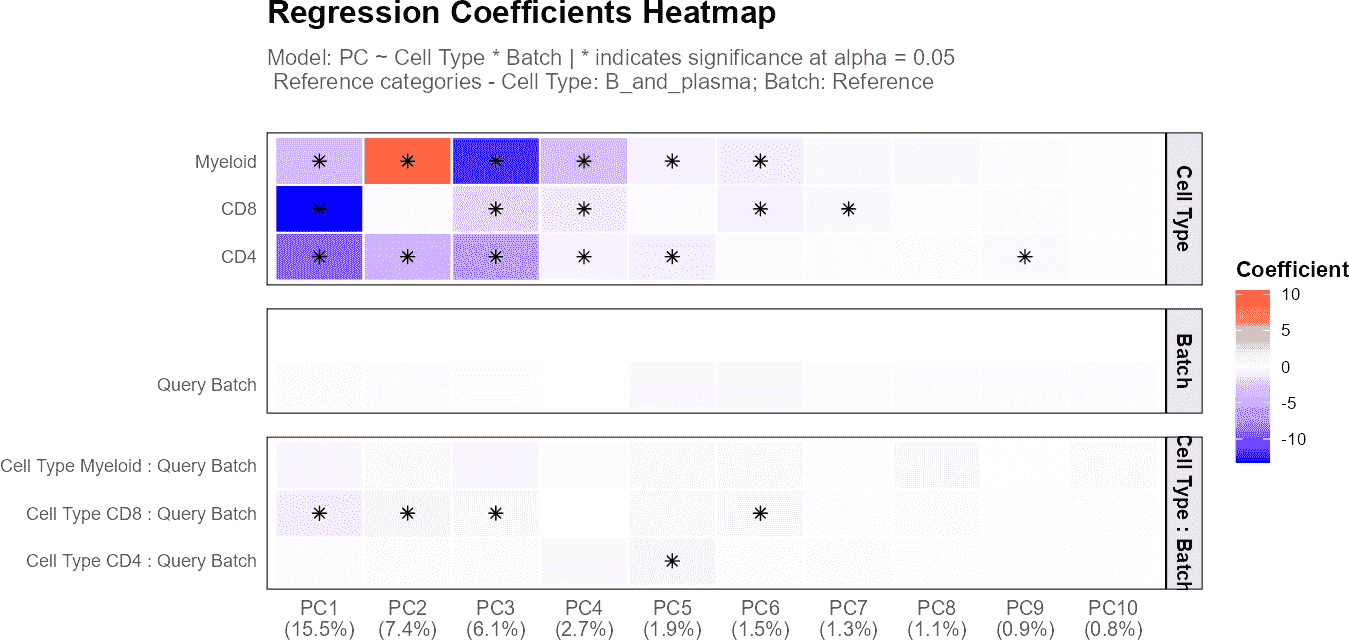 Regression Coefficients Heatmap
Model: PC ~ Cell Type * Batch | * indicates significance at alpha = 0.05
Reference categories - Cell Type: B_and_plasma; Batch: Reference
Myeloid
CD8
CD4
Cell Type
Query Batch
Batch
Cell Type Myeloid : Query Batch
Cell Type CD8 : Query Batch
Cell Type CD4 : Query Batch
Cell Type : Batch
PC1 PC2 PC3 PC4 PC5 PC6 PC7 PC8 PC9 PC10
(15.5%) (7.4%) (6.1%) (2.7%) (1.9%) (1.5%) (1.3%) (1.1%) (0.9%) (0.8%)
Coefficient
10
5
0
-5
-10